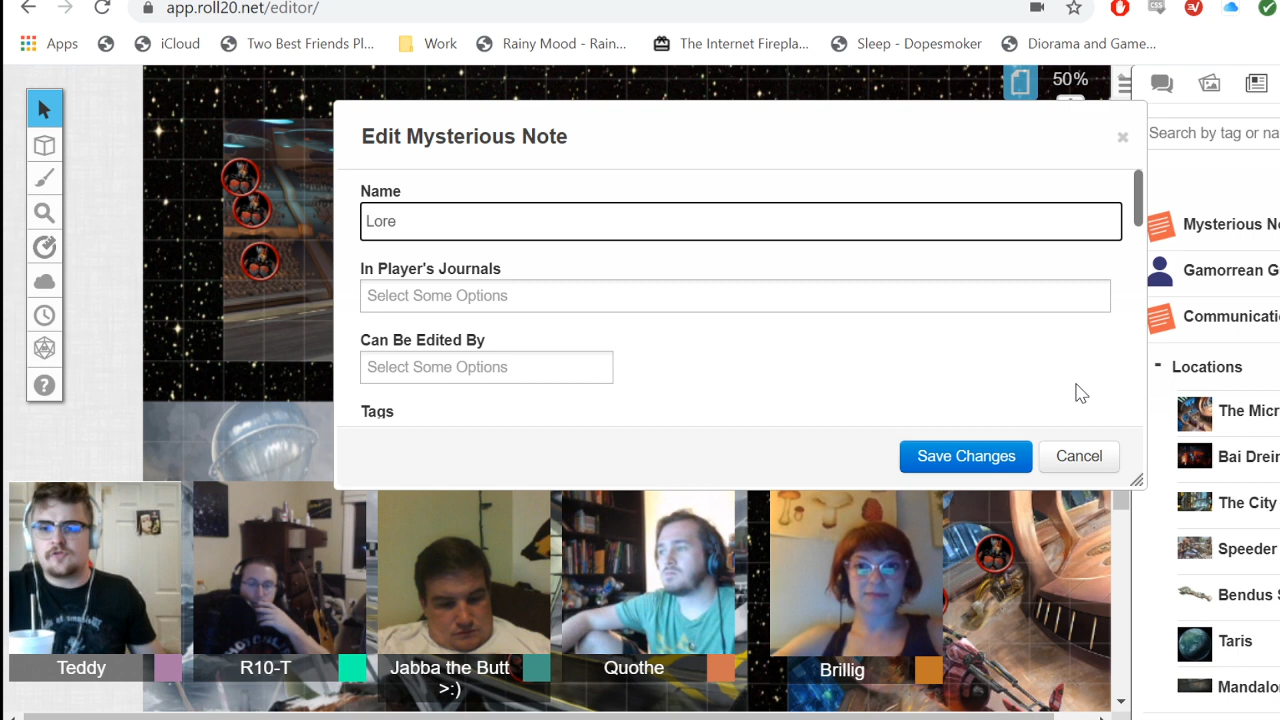 app.roll20.net/editor/
Apps iCloud Two Best Friends Pl... Work Rainy Mood - Rain... The Internet Firepla... Sleep - Dopesmoker Diorama and Game...
50%
Edit Mysterious Note
Search by tag or na
Name
Lore
Mysterious No
In Player's Journals
Gamorrean G
Select Some Options
Communicati
Can Be Edited By
Select Some Options
Locations
Tags
The Micr
Save Changes
Cancel
Bai Drein
The City
Speeder
Bendus S
Taris
Teddy
R10-T
Jabba the Butt
>:)
Quothe
Brillig
Mandalo